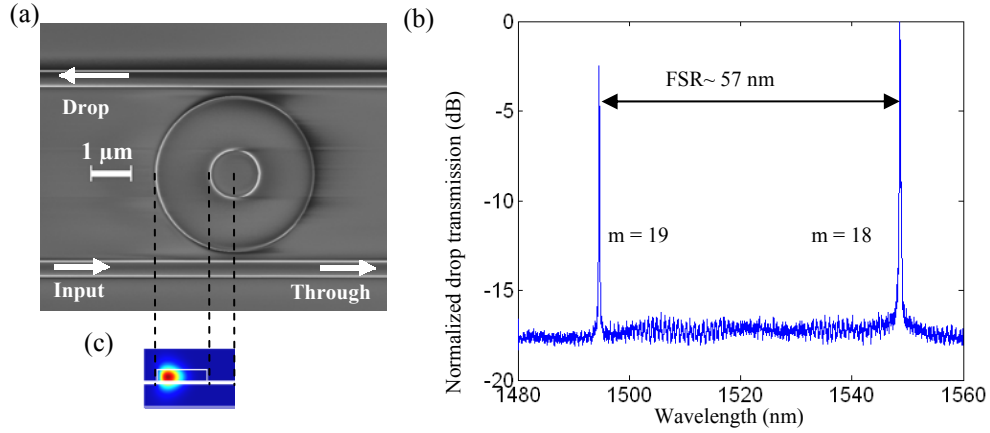 (a)
Drop
1 μm
Input
Through
(c)
(b)
Normalized drop transmission (dB)
0
-5
-10
-15
-20
FSR~ 57 nm
m = 19
m = 18
1480
1500
1520
1540
1560
Wavelength (nm)